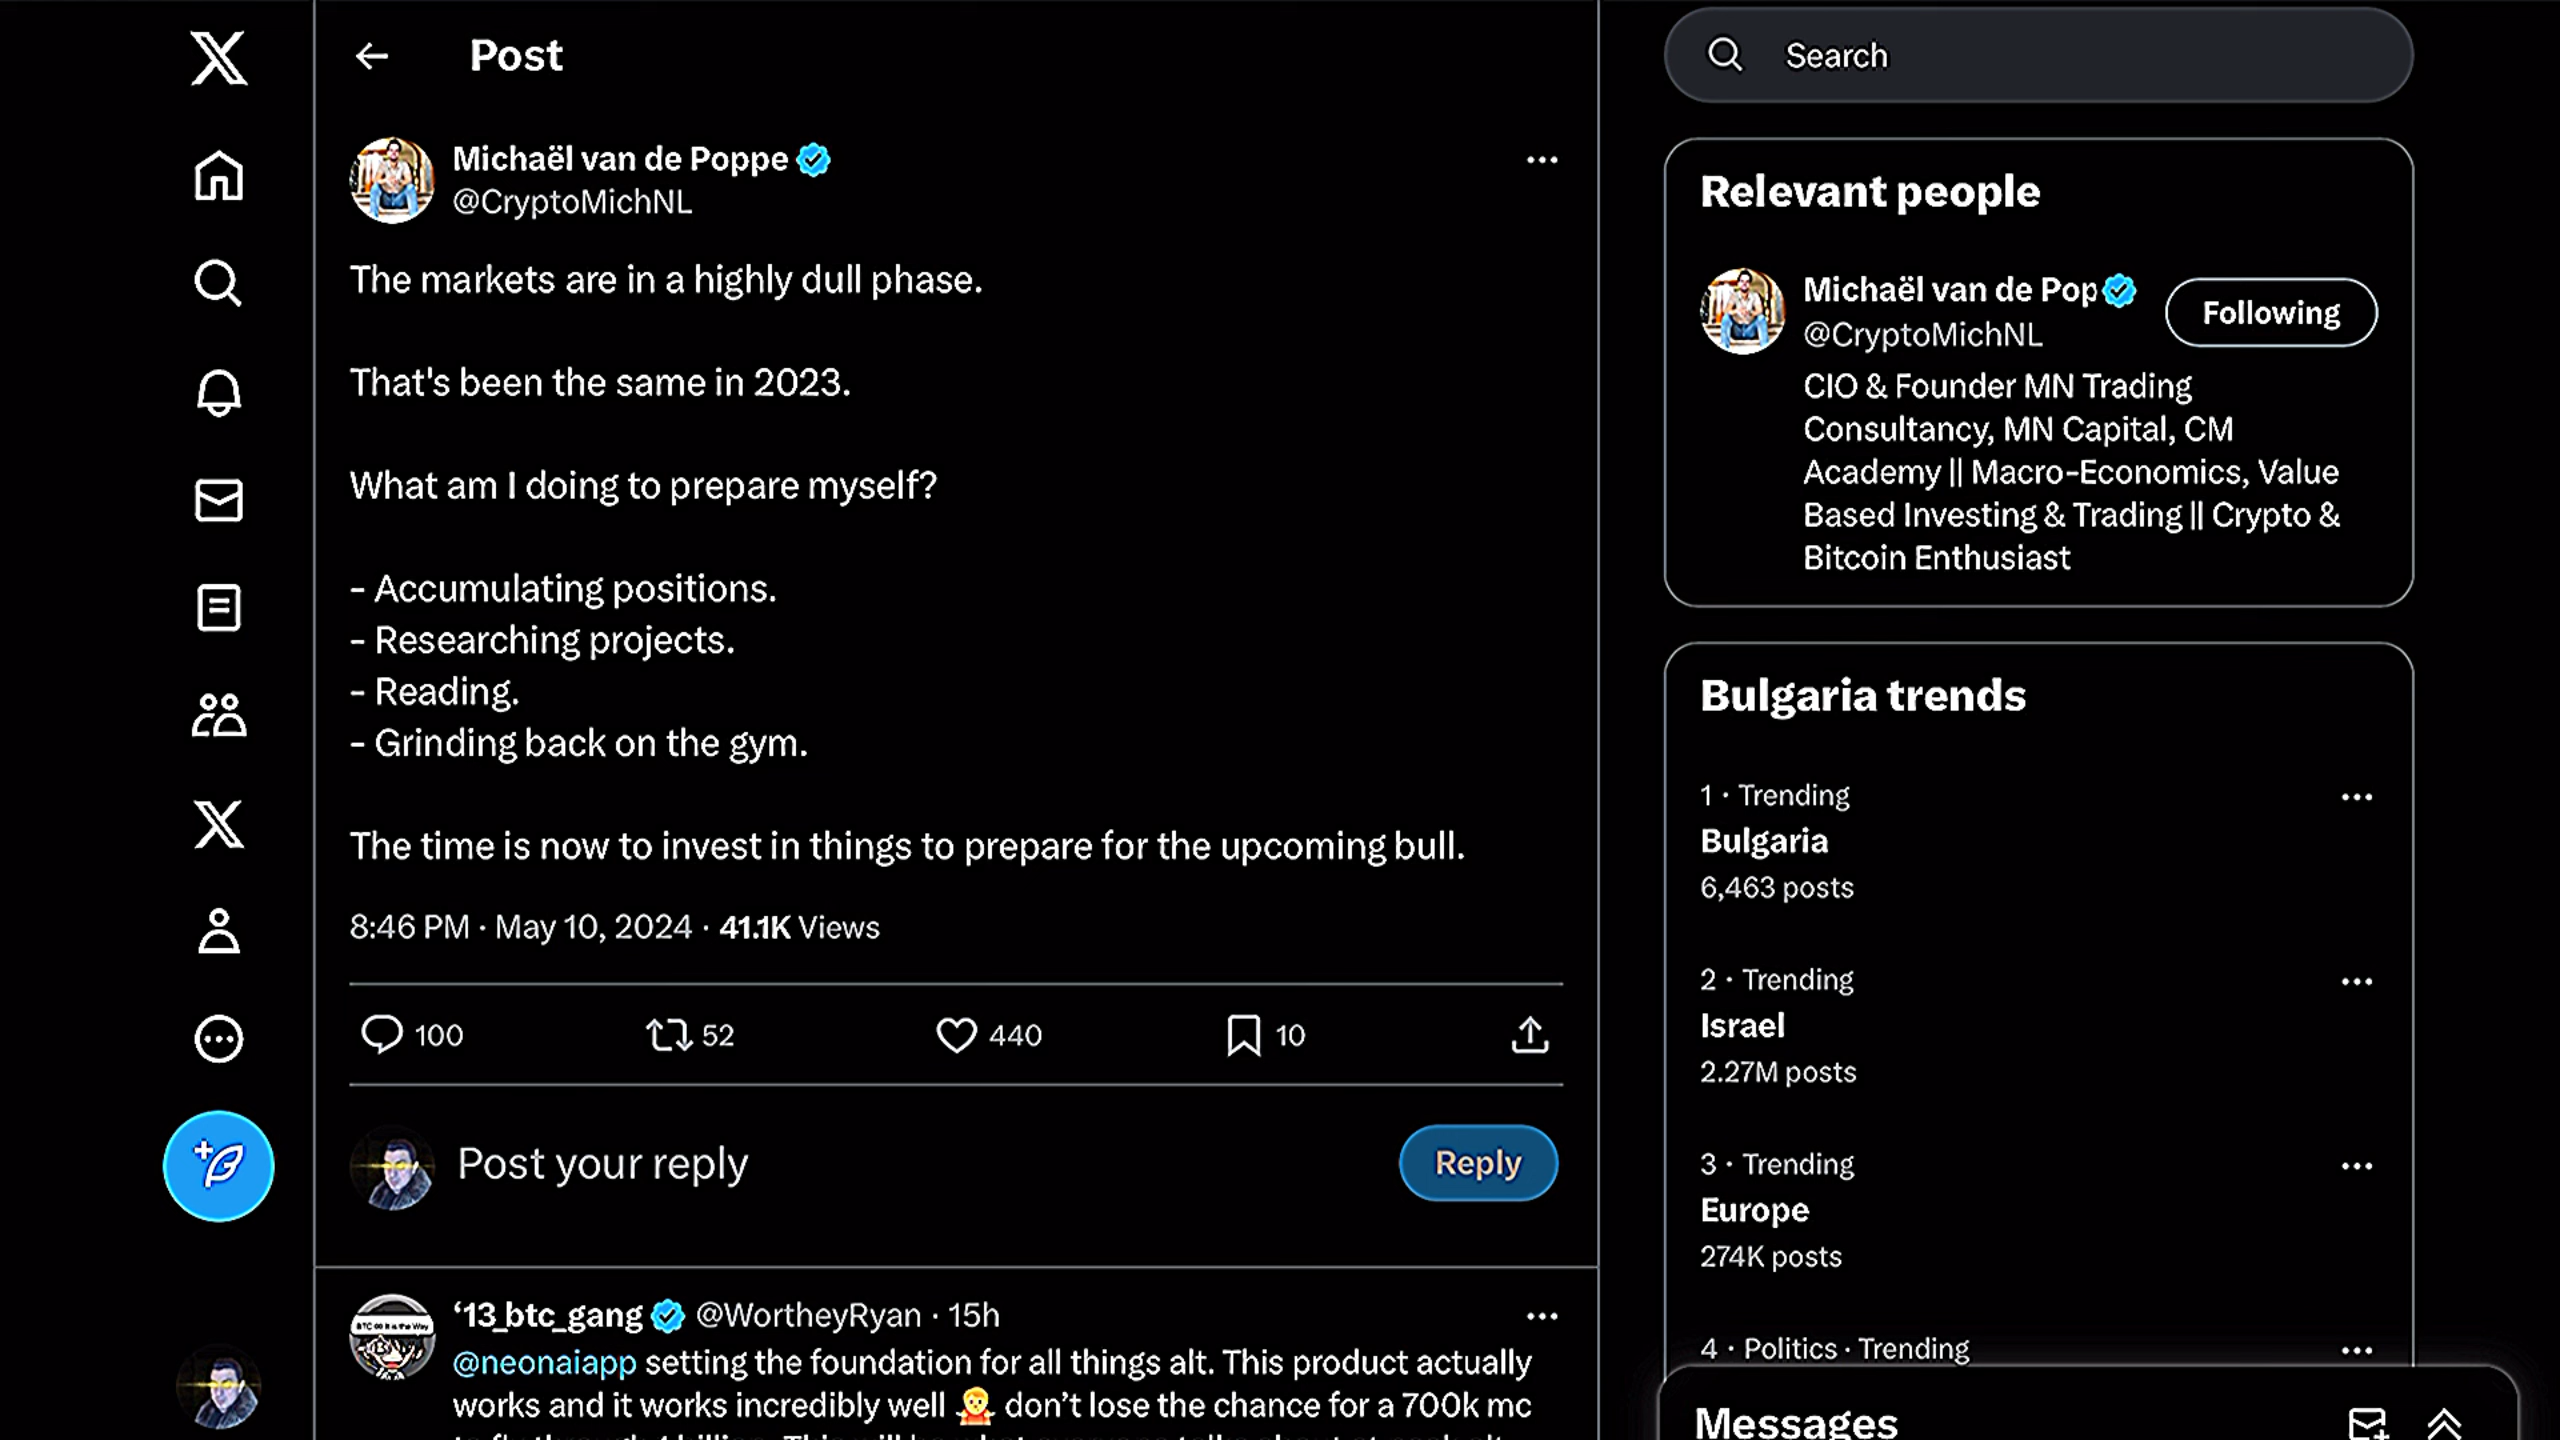 Post
Michaël van de Poppe
@CryptoMichNL
The markets are in a highly dull phase.
That's been the same in 2023.
What am I doing to prepare myself?
- Accumulating positions.
- Researching projects.
- Reading.
- Grinding back on the gym.
The time is now to invest in things to prepare for the upcoming bull.
8:46 PM · May 10, 2024 · 41.1K Views
100 52 440 10
Post your reply
Reply
‘13_btc_gang @WortheyRyan · 15h
@neonaiapp setting the foundation for all things alt. This product actually
works and it works incredibly well 🤷 don’t lose the chance for a 700k mc
Search
Relevant people
Michaël van de Pop
@CryptoMichNL
Following
CIO & Founder MN Trading
Consultancy, MN Capital, CM
Academy || Macro-Economics, Value
Based Investing & Trading || Crypto &
Bitcoin Enthusiast
Bulgaria trends
1 · Trending
Bulgaria
6,463 posts
2 · Trending
Israel
2.27M posts
3 · Trending
Europe
274K posts
4 · Politics · Trending
Messages